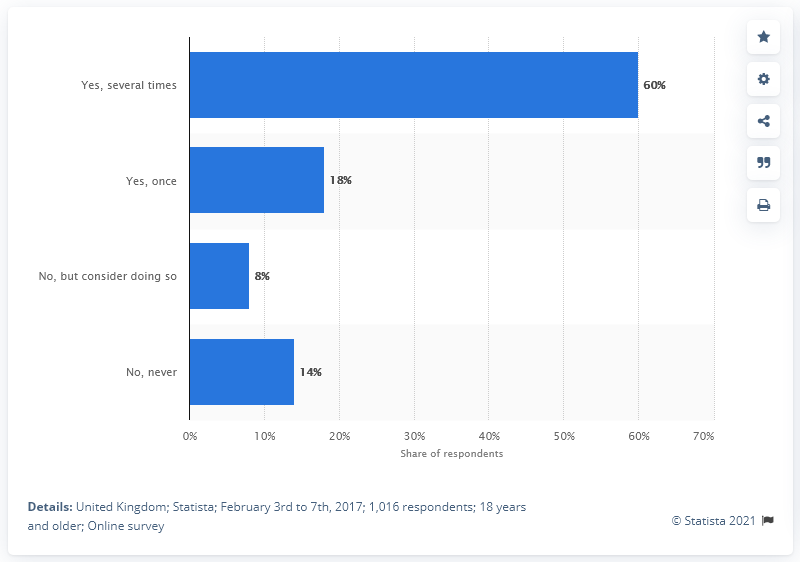 Yes, several times
60%
Yes, once
18%
No, but consider doing so
8%
No, never
14%
0% 10% 20% 30% 40% 50% 60% 70%
Share of respondents
Details: United Kingdom; Statista; February 3rd to 7th, 2017; 1,016 respondents; 18 years
and older; Online survey
© Statista 2021